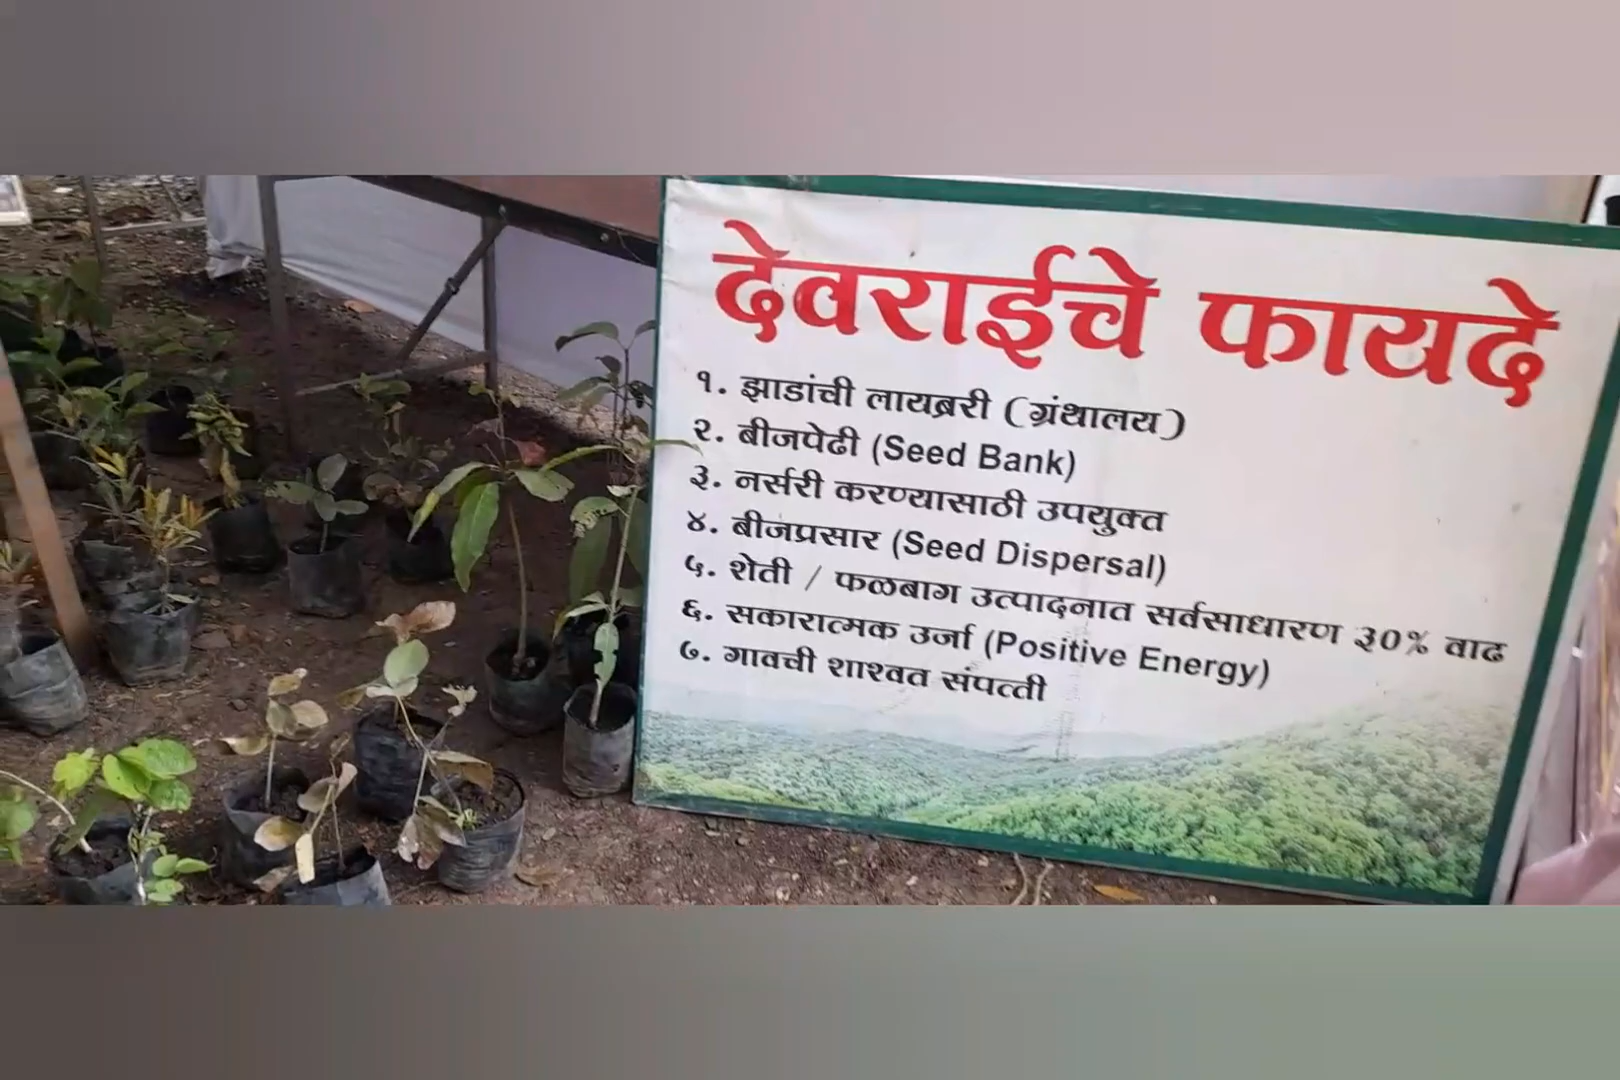 देवराईचे फायदे
१. झाडांची लायब्ररी (ग्रंथालय)
२. बीजपेढी (Seed Bank)
३. नर्सरी करण्यासाठी उपयुक्त
४. बीजप्रसार (Seed Dispersal)
५. शेती / फळबाग उत्पादनात सर्वसाधारण ३०% वाढ
६. सकारात्मक उर्जा (Positive Energy)
७. गावची शाश्वत संपत्ती